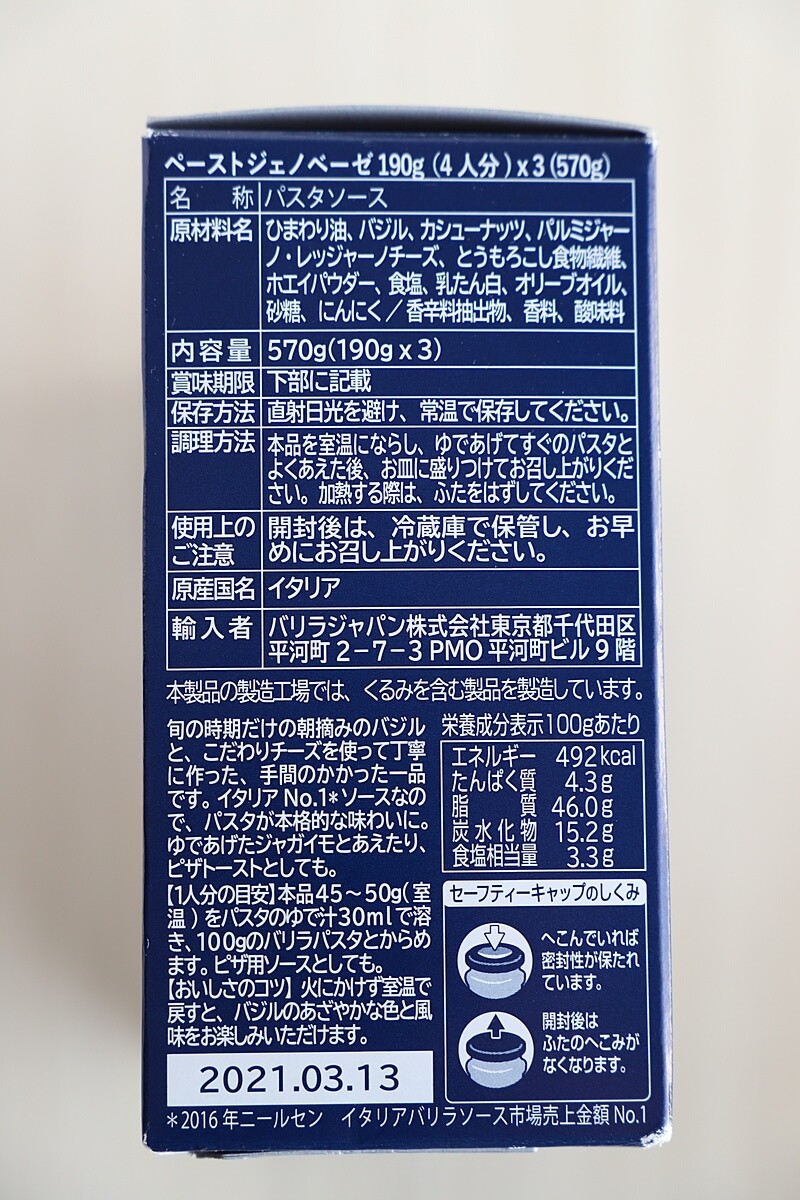 ペーストジェノベーゼ 190g (4人分) x 3 (570g)
名 称 パスタソース
原材料名 ひまわり油、バジル、カシューナッツ、パルミジャー
ノ・レッジャーノチーズ、とうもろこし食物繊維、
ホエイパウダー、食塩、乳たん白、オリーブオイル、
砂糖、にんにく／香辛料抽出物、香料、酸味料
内容量 570g(190g x 3)
賞味期限 下部に記載
保存方法 直射日光を避け、常温で保存してください。
調理方法 本品を室温にならし、ゆであげてすぐのパスタと
よくあえた後、お皿に盛りつけてお召し上がりくだ
さい。加熱する際は、ふたをはずしてください。
使用上の 開封後は、冷蔵庫で保管し、お早
ご注意 めにお召し上がりください。
原産国名 イタリア
輸入者 バリラジャパン株式会社東京都千代田区
平河町2-7-3 PMO 平河町ビル9階
本製品の製造工場では、くるみを含む製品を製造しています。
旬の時期だけの朝摘みのバジル
と、こだわりチーズを使って丁寧
に作った、手間のかかった一品
です。イタリア No.1*ソースなの
で、パスタが本格的な味わいに。
ゆであげたジャガイモとあえたり、
ピザトーストとしても。
【1人分の目安】本品45～50g(室
温)をパスタのゆで汁30mlで溶
き、100gのバリラパスタとからめ
ます。ピザ用ソースとしても。
【おいしさのコツ】火にかけず室温で
戻すと、バジルのあざやかな色と風
味をお楽しみいただけます。
2021.03.13
栄養成分表示100gあたり
エネルギー 492kcal
たんぱく質 4.3g
脂 質 46.0g
炭水化物 15.2g
食塩相当量 3.3g
セーフティーキャップのしくみ
へこんでいれば
密封性が保たれ
ています。
開封後は
ふたのへこみが
なくなります。
*2016年ニールセン イタリアバリラソース市場売上金額 No.1